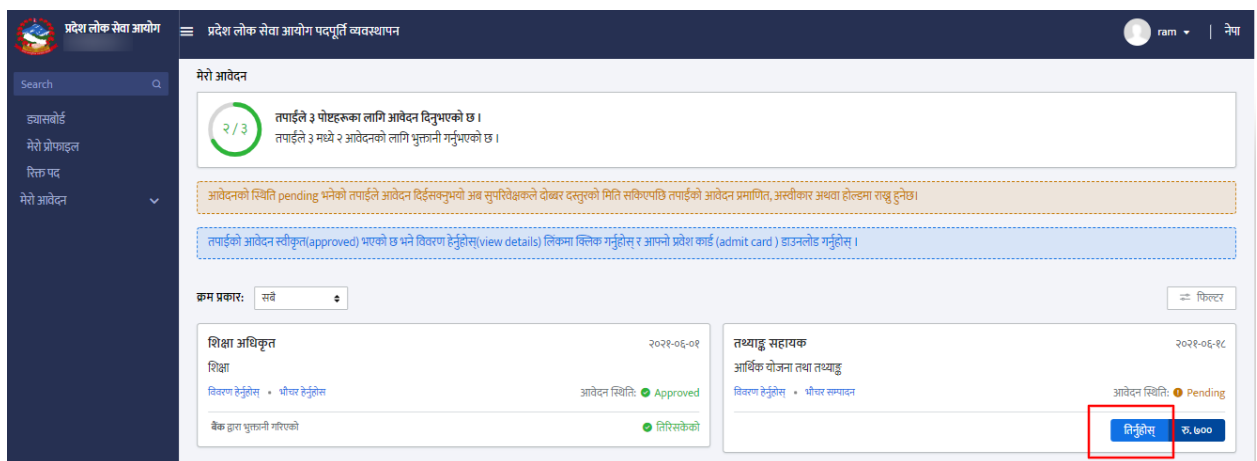 प्रदेश लोक सेवा आयोग
प्रदेश लोक सेवा आयोग पदपूर्ति व्यवस्थापन
ram
नेपा
Search
ड्यासबोर्ड
मेरो प्रोफाइल
रिक्त पद
मेरो आवेदन
मेरो आवेदन
२/३
तपाईंले ३ पोष्टहरूका लागि आवेदन दिनुभएको छ ।
तपाईंले ३ मध्ये २ आवेदनको लागि भुक्तानी गर्नुभएको छ ।
आवेदनको स्थिति pending भनेको तपाईंले आवेदन दिईसक्नुभयो अब सुपरिवेक्षकले दोब्बर दस्तुरको मिति सकिएपछि तपाईंको आवेदन प्रमाणित, अस्वीकार अथवा होल्डमा राख्नु हुनेछ।
तपाईंको आवेदन स्वीकृत(approved) भएको छ भने विवरण हेर्नुहोस्(view details) लिंकमा क्लिक गर्नुहोस् र आफ्नो प्रवेश कार्ड (admit card ) डाउनलोड गर्नुहोस् ।
क्रम प्रकार: सबै
फिल्टर
शिक्षा अधिकृत २०२१-०६-०१
शिक्षा
विवरण हेर्नुहोस् • भौचर हेर्नुहोस आवेदन स्थिति: Approved
बैंक द्वारा भुक्तानी गरिएको तिरिसकेको
तथ्याङ्क सहायक २०२१-०६-१८
आर्थिक योजना तथा तथ्याङ्क
विवरण हेर्नुहोस् • भौचर सम्पादन आवेदन स्थिति: Pending
तिर्नुहोस् रु. ७००